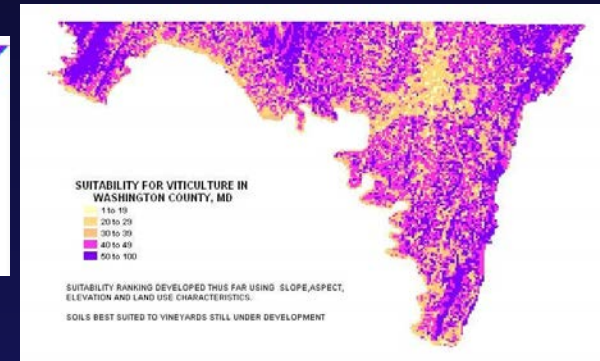 SUITABILITY FOR VITICULTURE IN
WASHINGTON COUNTY, MD
1 to 19
20 to 29
30 to 39
40 to 49
50 to 100
SUITABILITY RANKING DEVELOPED THUS FAR USING SLOPE,ASPECT,
ELEVATION AND LAND USE CHARACTERISTICS.
SOILS BEST SUITED TO VINEYARDS STILL UNDER DEVELOPMENT